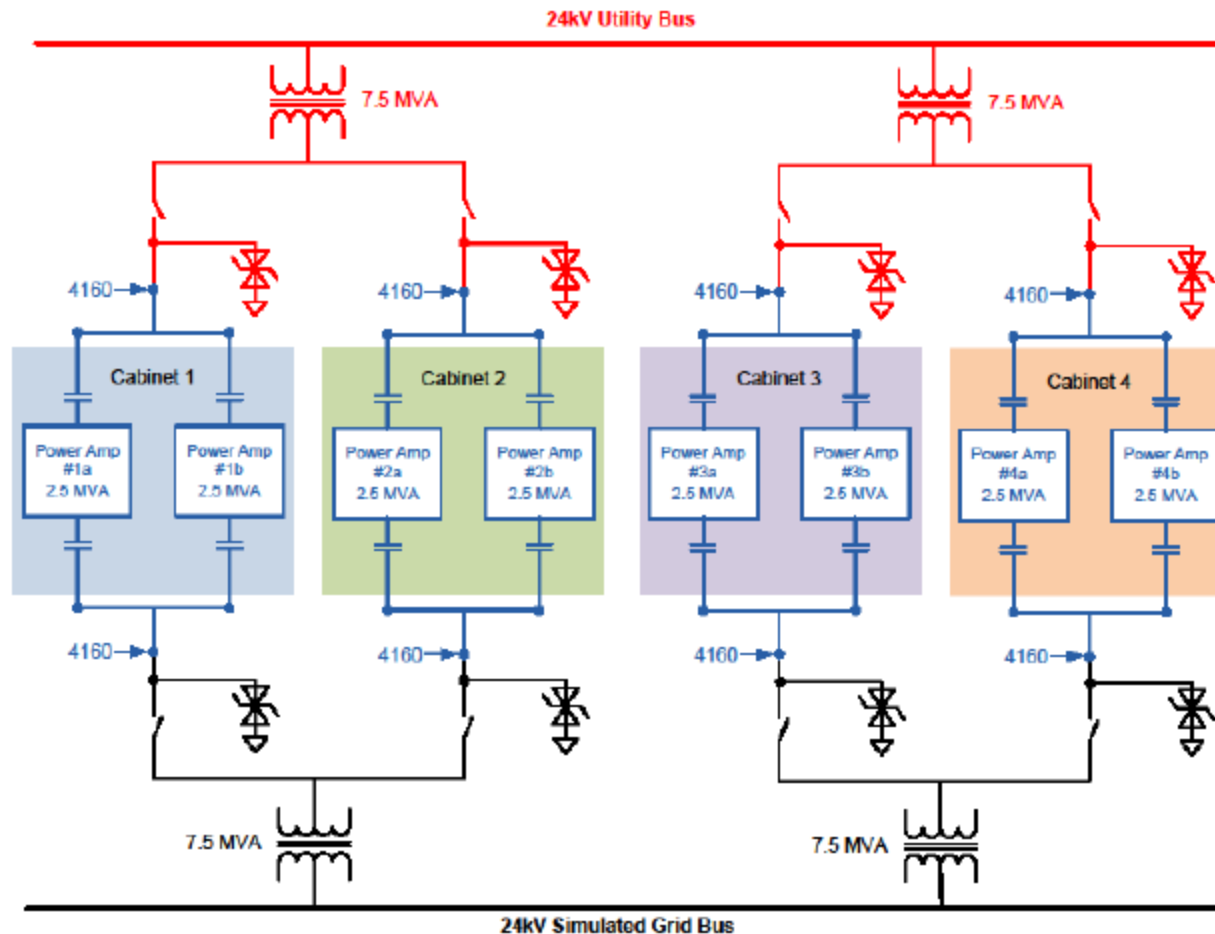 24kV Utility Bus
7.5 MVA
7.5 MVA
4160
4160
4160
4160
Cabinet 1
Cabinet 2
Cabinet 3
Cabinet 4
Power Amp
#1a
2.5 MVA
Power Amp
#1b
2.5 MVA
Power Amp
#2a
2.5 MVA
Power Amp
#2b
2.5 MVA
Power Amp
#3a
2.5 MVA
Power Amp
#3b
2.5 MVA
Power Amp
#4a
2.5 MVA
Power Amp
#4b
2.5 MVA
4160
4160
4160
4160
7.5 MVA
7.5 MVA
24kV Simulated Grid Bus